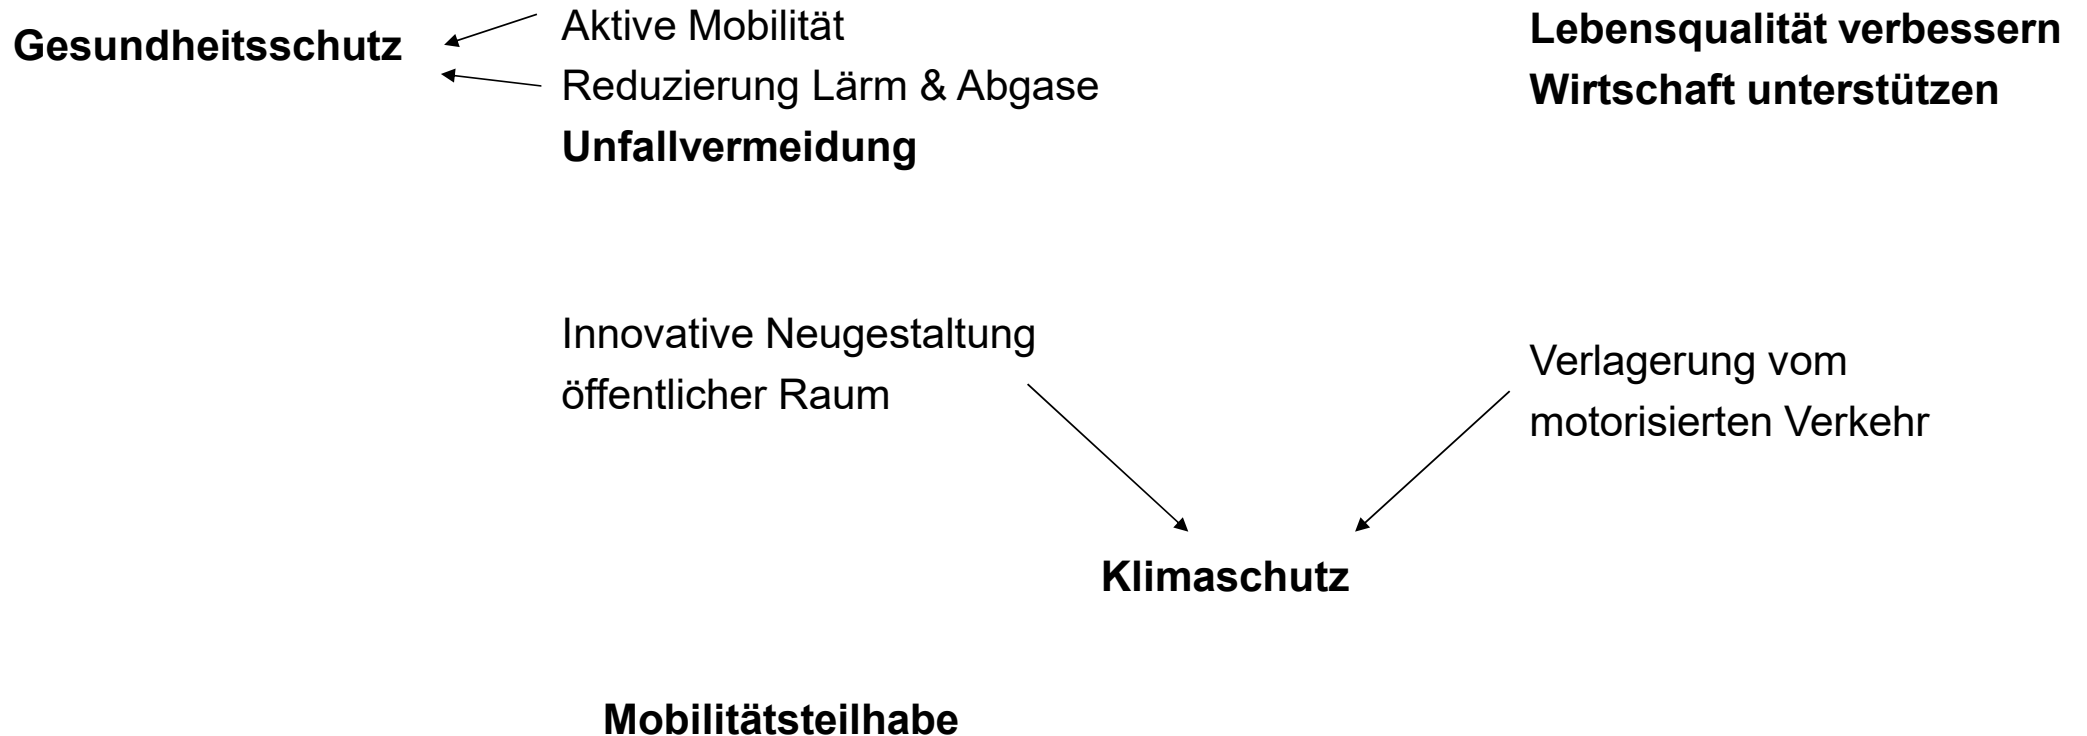 Gesundheitsschutz
Aktive Mobilität
Reduzierung Lärm & Abgase
Unfallvermeidung
Lebensqualität verbessern
Wirtschaft unterstützen
Innovative Neugestaltung
öffentlicher Raum
Verlagerung vom
motorisierten Verkehr
Klimaschutz
Mobilitätsteilhabe